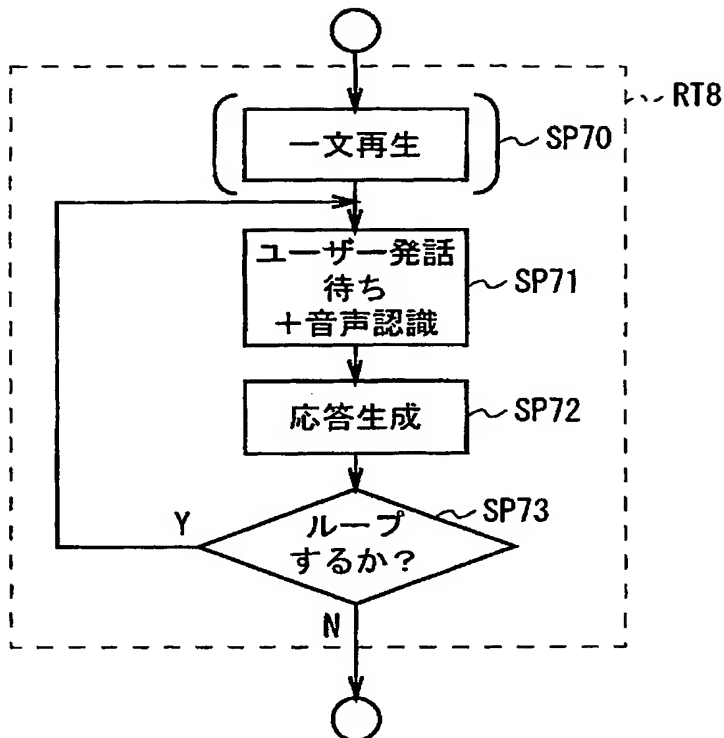 RT8
一文再生
SP70
ユーザー発話
待ち
+音声認識
SP71
応答生成
SP72
SP73
ループ
するか?
Y
N